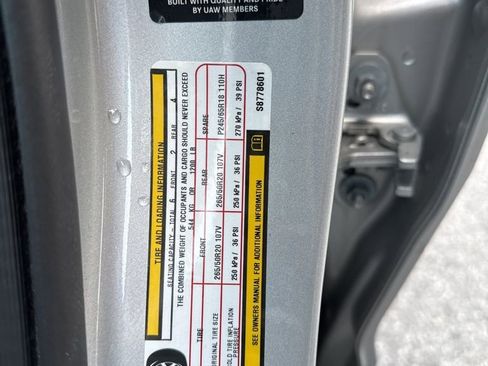 BUILT WITH QUALITY AND PRIDE
BY UAW MEMBERS
TIRE AND LOADING INFORMATION
SEATING CAPACITY - TOTAL 6 FRONT 2 REAR 4
THE COMBINED WEIGHT OF OCCUPANTS AND CARGO SHOULD NEVER EXCEED
544 KG OR 1200 LB
TIRE FRONT REAR SPARE
ORIGINAL TIRE SIZE 265/50R20 107V 265/50R20 107V P245/65R18 110H
COLD TIRE INFLATION PRESSURE 250 kPa / 36 PSI 250 kPa / 36 PSI 270 kPa / 39 PSI
SEE OWNERS MANUAL FOR ADDITIONAL INFORMATION
S8778601